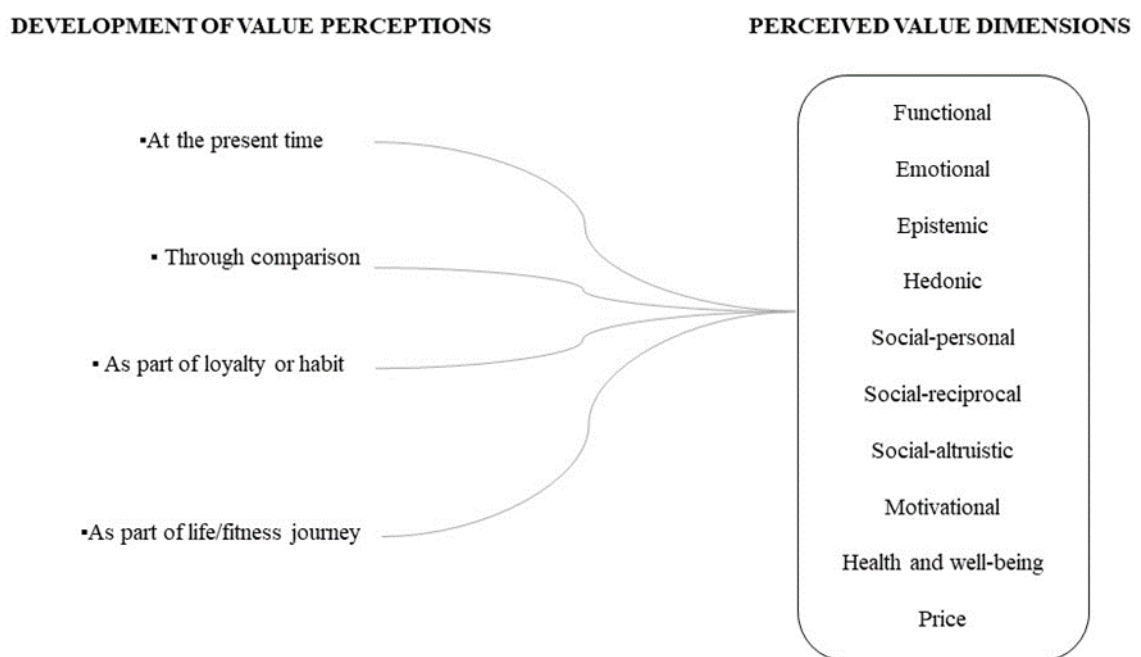 DEVELOPMENT OF VALUE PERCEPTIONS
▪At the present time
▪ Through comparison
▪ As part of loyalty or habit
▪As part of life/fitness journey
PERCEIVED VALUE DIMENSIONS
Functional
Emotional
Epistemic
Hedonic
Social-personal
Social-reciprocal
Social-altruistic
Motivational
Health and well-being
Price